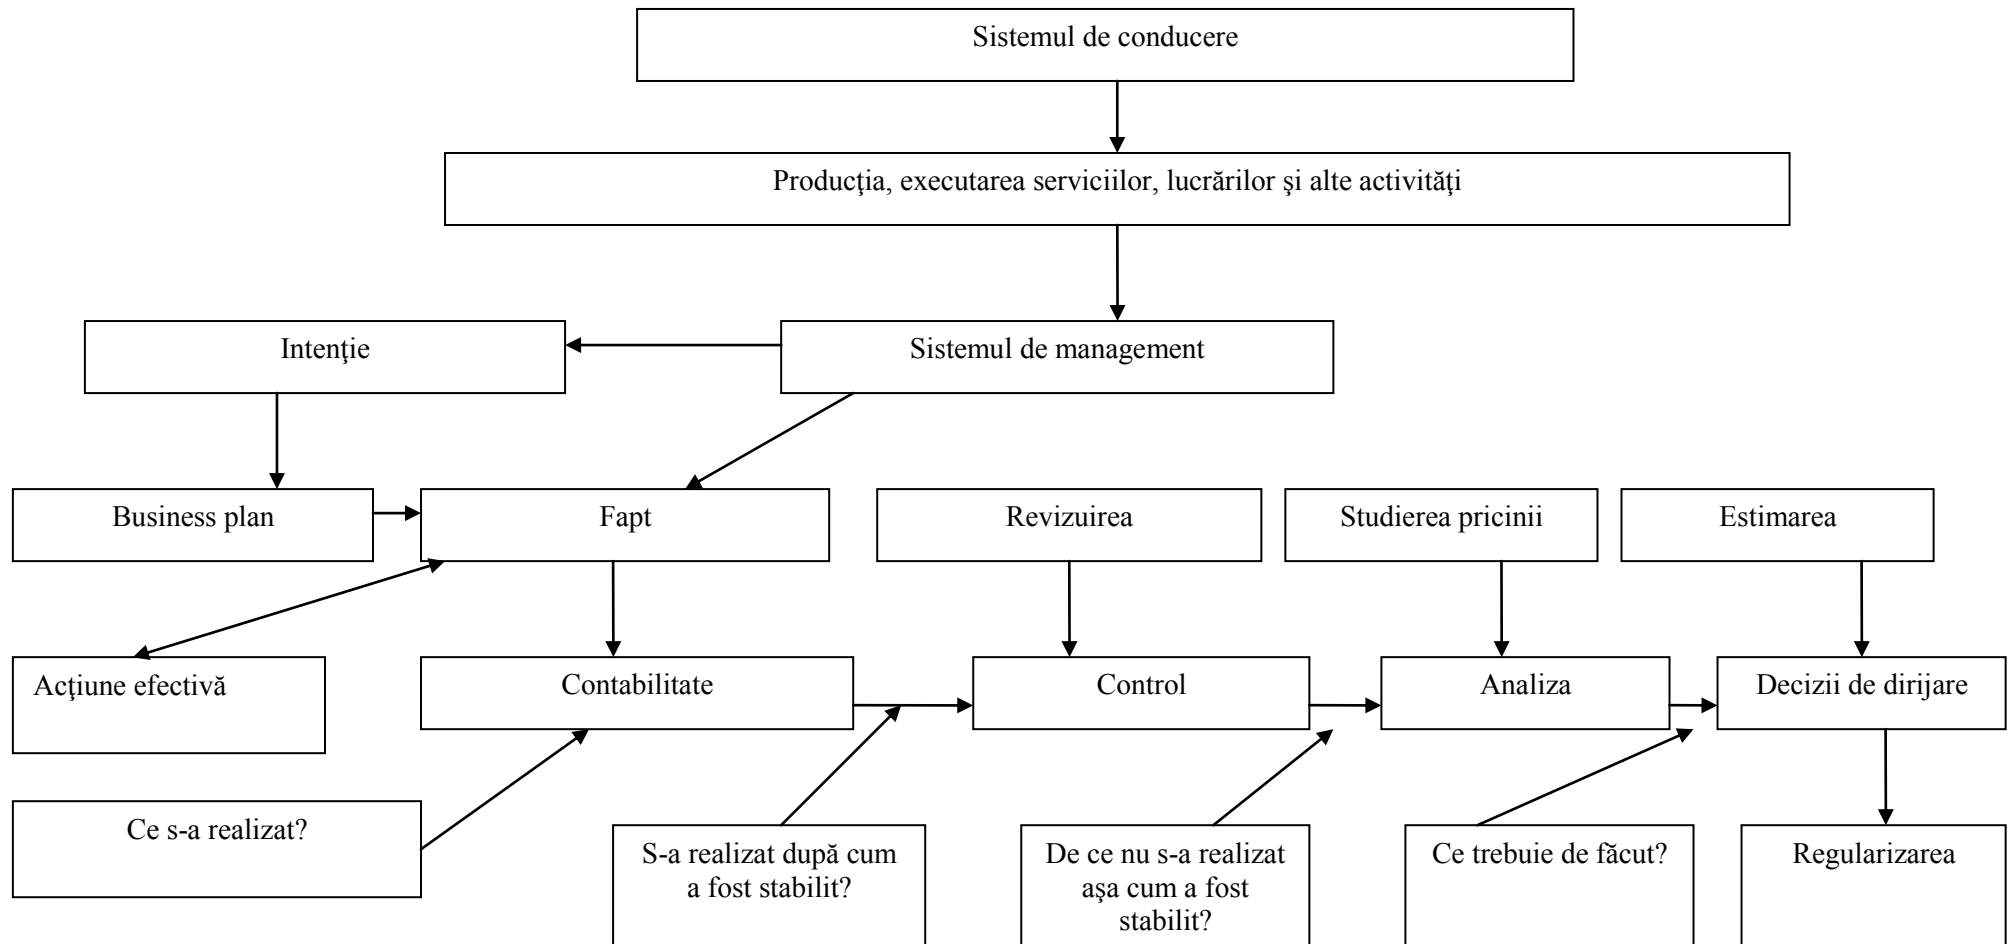 Sistemul de conducere
Producţia, executarea serviciilor, lucrărilor şi alte activităţi
Intenţie
Sistemul de management
Business plan
Fapt
Revizuirea
Studierea pricinii
Estimarea
Acţiune efectivă
Contabilitate
Control
Analiza
Decizii de dirijare
Ce s-a realizat?
S-a realizat după cum
a fost stabilit?
De ce nu s-a realizat
aşa cum a fost
stabilit?
Ce trebuie de făcut?
Regularizarea